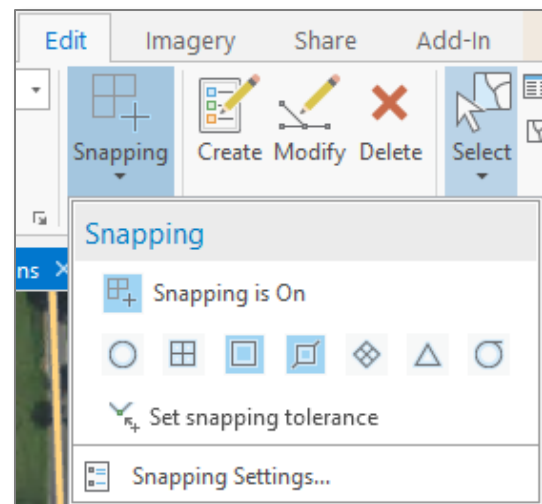 Edit Imagery Share Add-In
Snapping Create Modify Delete Select
ns
Snapping
Snapping is On
Set snapping tolerance
Snapping Settings...